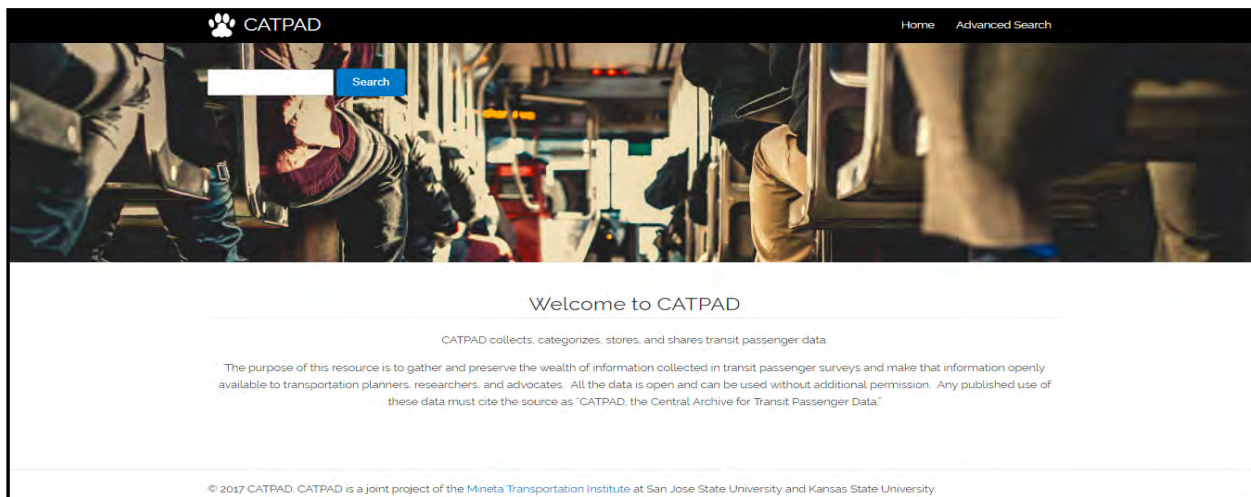 CATPAD
Home Advanced Search
Search
Welcome to CATPAD
CATPAD collects, categorizes, stores, and shares transit passenger data.
The purpose of this resource is to gather and preserve the wealth of information collected in transit passenger surveys and make that information openly
available to transportation planners, researchers, and advocates. All the data is open and can be used without additional permission. Any published use of
these data must cite the source as "CATPAD, the Central Archive for Transit Passenger Data."
© 2017 CATPAD. CATPAD is a joint project of the Mineta Transportation Institute at San Jose State University and Kansas State University.